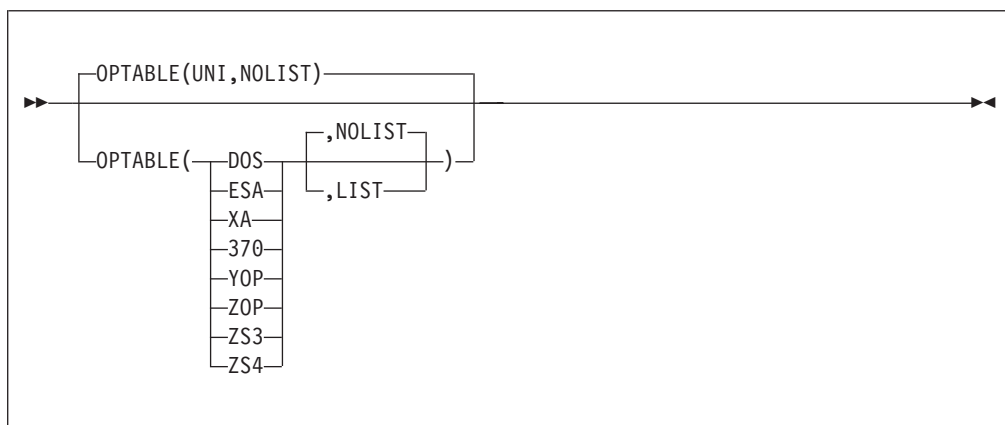 OPTABLE(UNI,NOLIST)
,NOLIST
OPTABLE( DOS )
,LIST
ESA
XA
370
YOP
ZOP
ZS3
ZS4